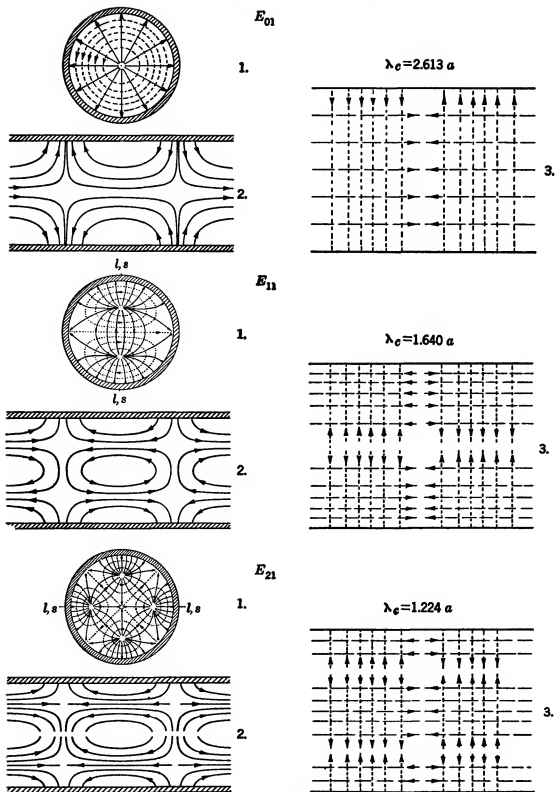 E₀₁
1.
λc=2.613 a
2.
3.
l, s
E₁₁
1.
l, s
λc=1.640 a
2.
3.
E₂₁
l, s
1.
l, s
λc=1.224 a
2.
3.